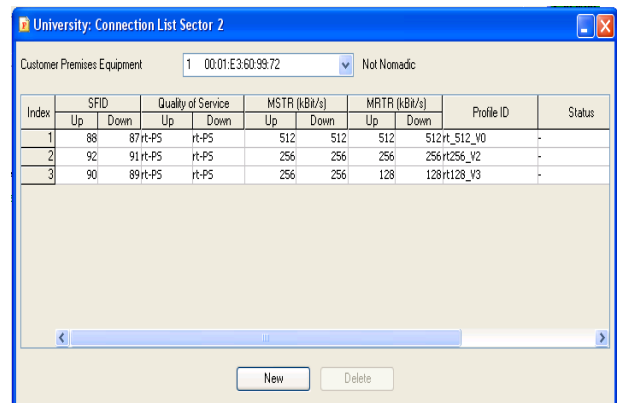 University: Connection List Sector 2
Customer Premises Equipment 1 00:01:E3:60:99:72 Not Nomadic
Index SFID Quality of Service MSTR (kBit/s) MRTR (kBit/s) Profile ID Status
Up Down Up Down Up Down Up Down
1 88 87 rt-PS rt-PS 512 512 512 512 rt_512_V0 -
2 92 91 rt-PS rt-PS 256 256 256 256 rt256_V2 -
3 90 89 rt-PS rt-PS 256 256 128 128 rt128_V3 -
New Delete